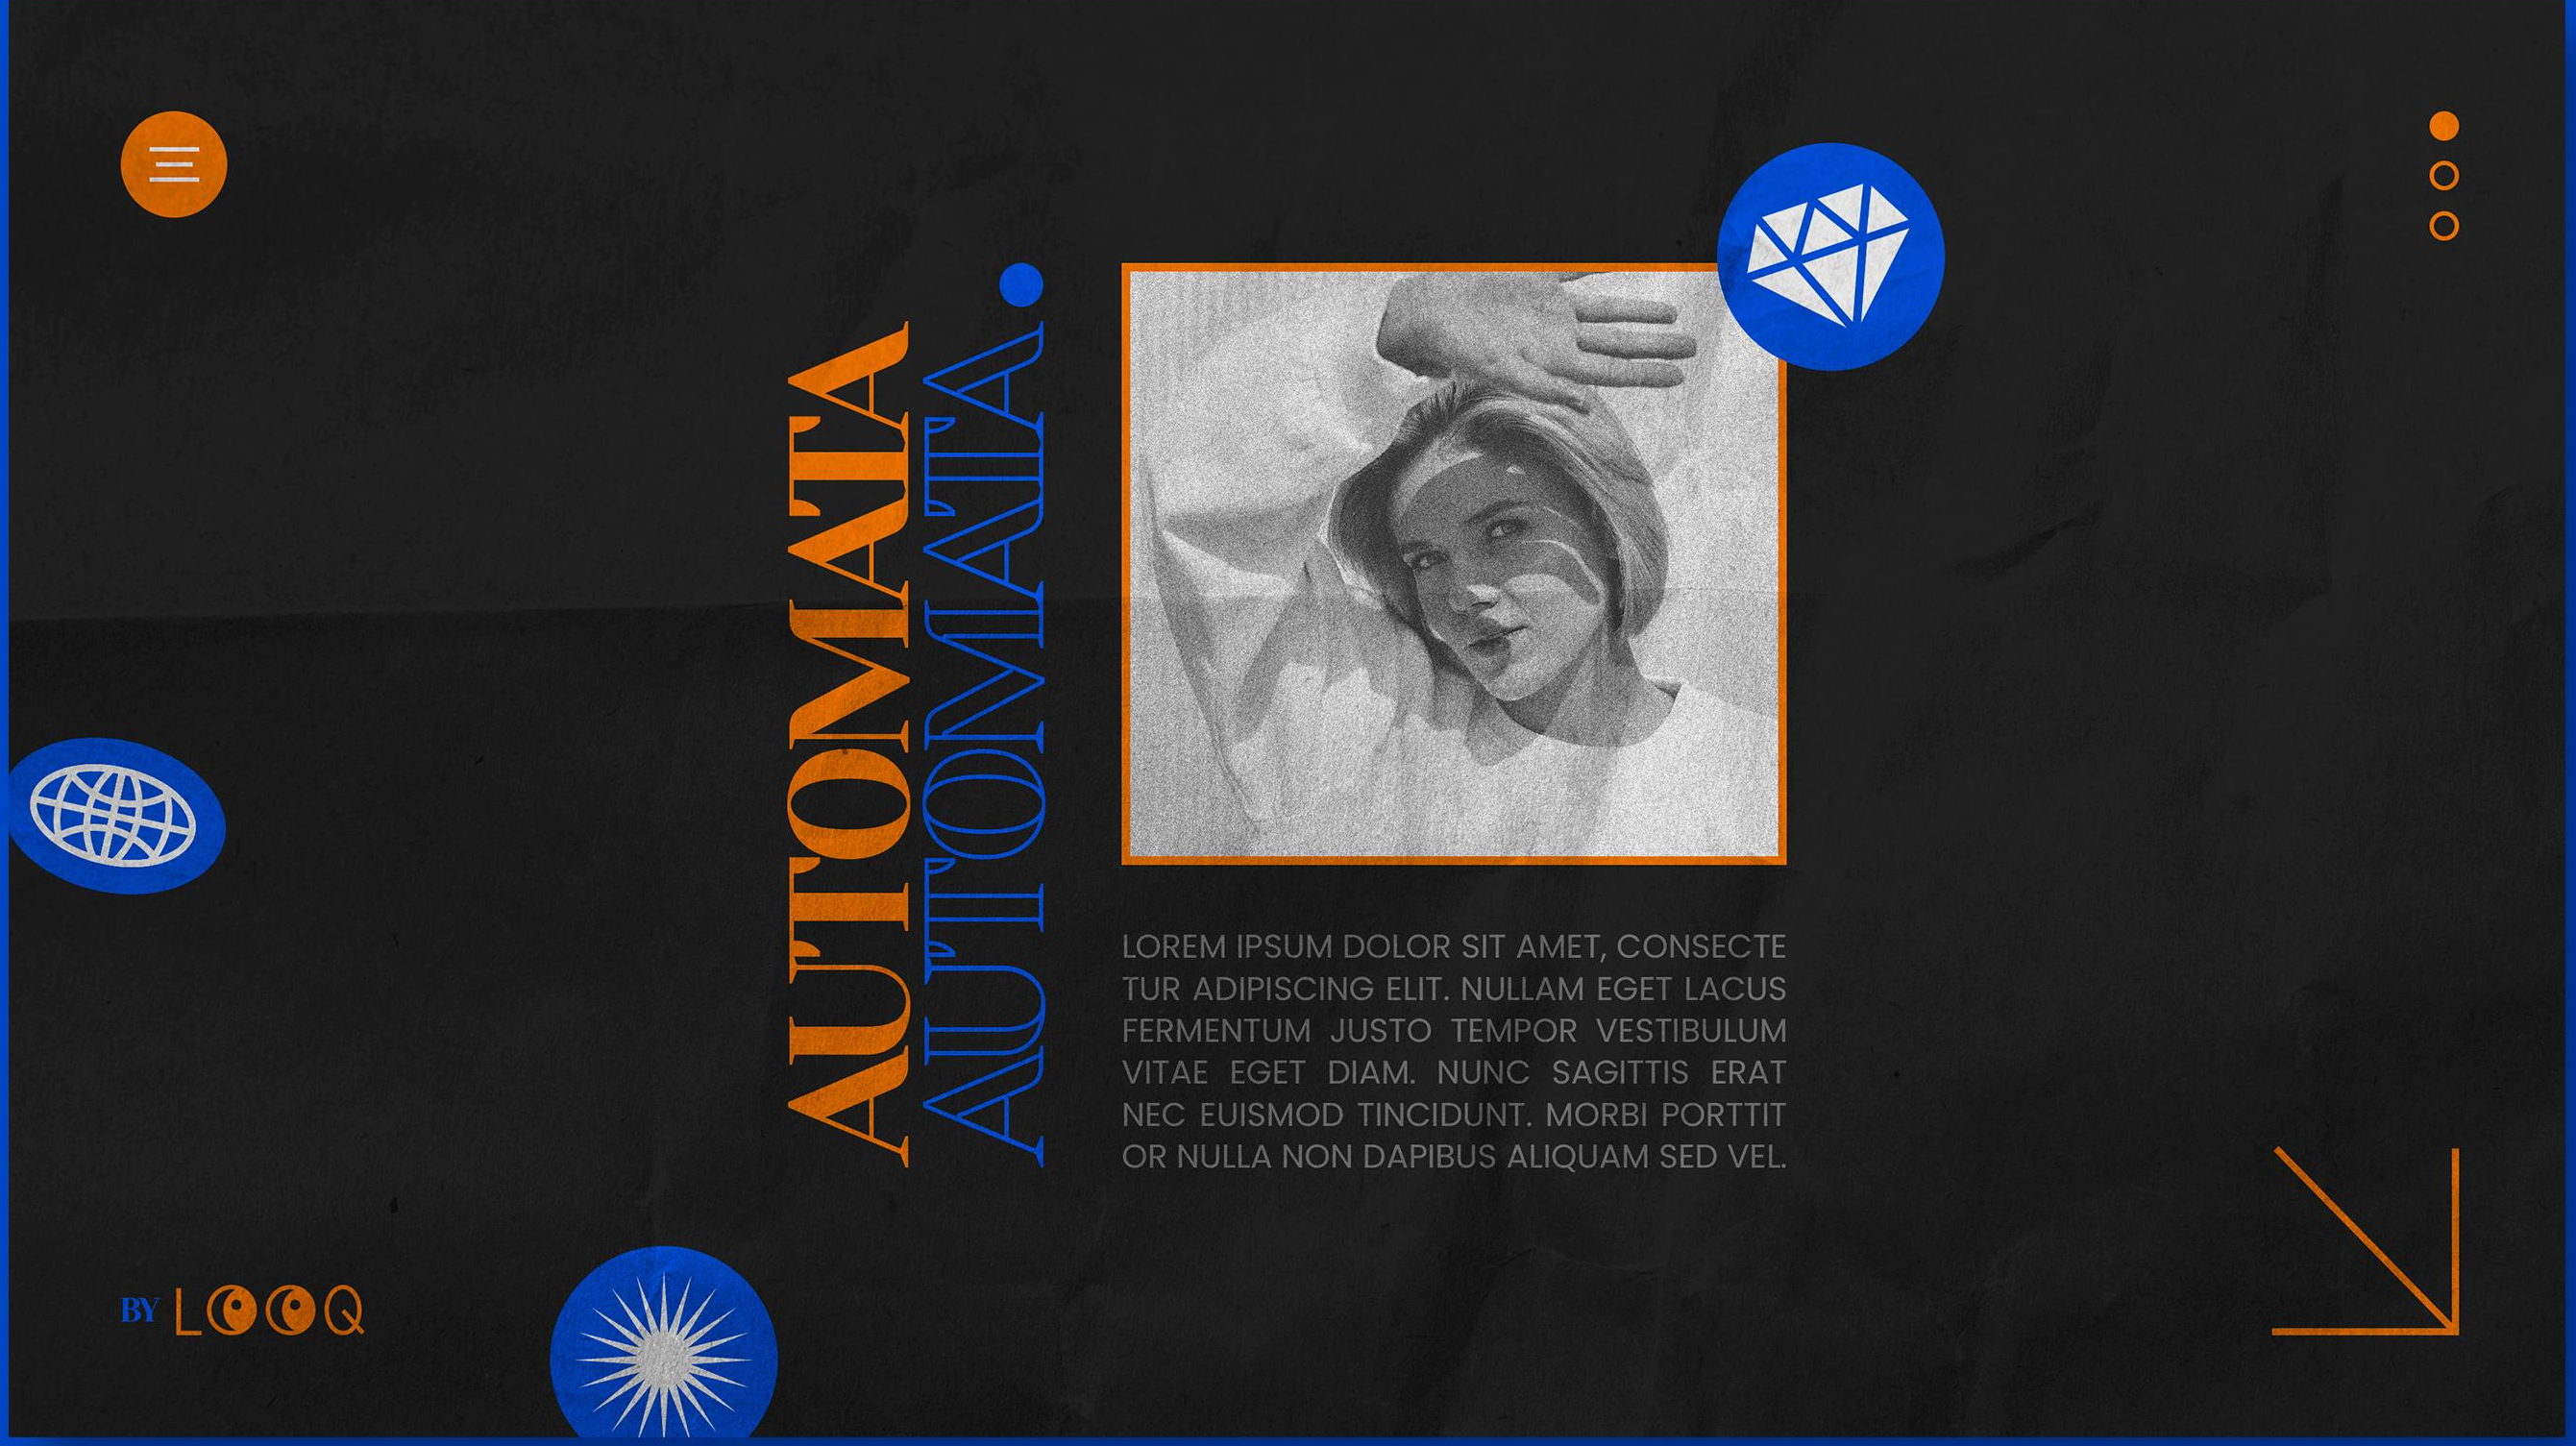 AUTOMATA
AUTOMATA.
LOREM IPSUM DOLOR SIT AMET, CONSECTE
TUR ADIPISCING ELIT. NULLAM EGET LACUS
FERMENTUM JUSTO TEMPOR VESTIBULUM
VITAE EGET DIAM. NUNC SAGITTIS ERAT
NEC EUISMOD TINCIDUNT. MORBI PORTTIT
OR NULLA NON DAPIBUS ALIQUAM SED VEL.
BY LOOQ